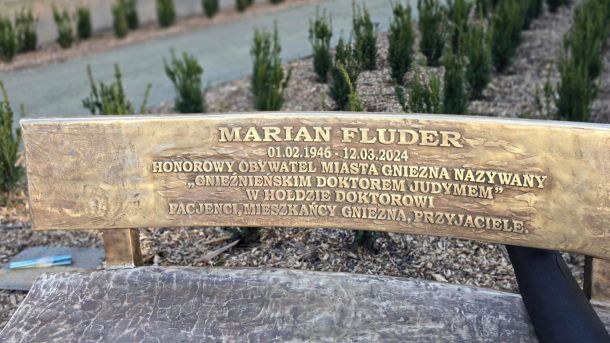 MARIAN FLUDER
01.02.1946 - 12.03.2024
HONOROWY OBYWATEL MIASTA GNIEZNA NAZYWANY
„GNIEŹNIEŃSKIM DOKTOREM JUDYMEM”
W HOŁDZIE DOKTOROWI
PACJENCI, MIESZKAŃCY GNIEZNA, PRZYJACIELE.